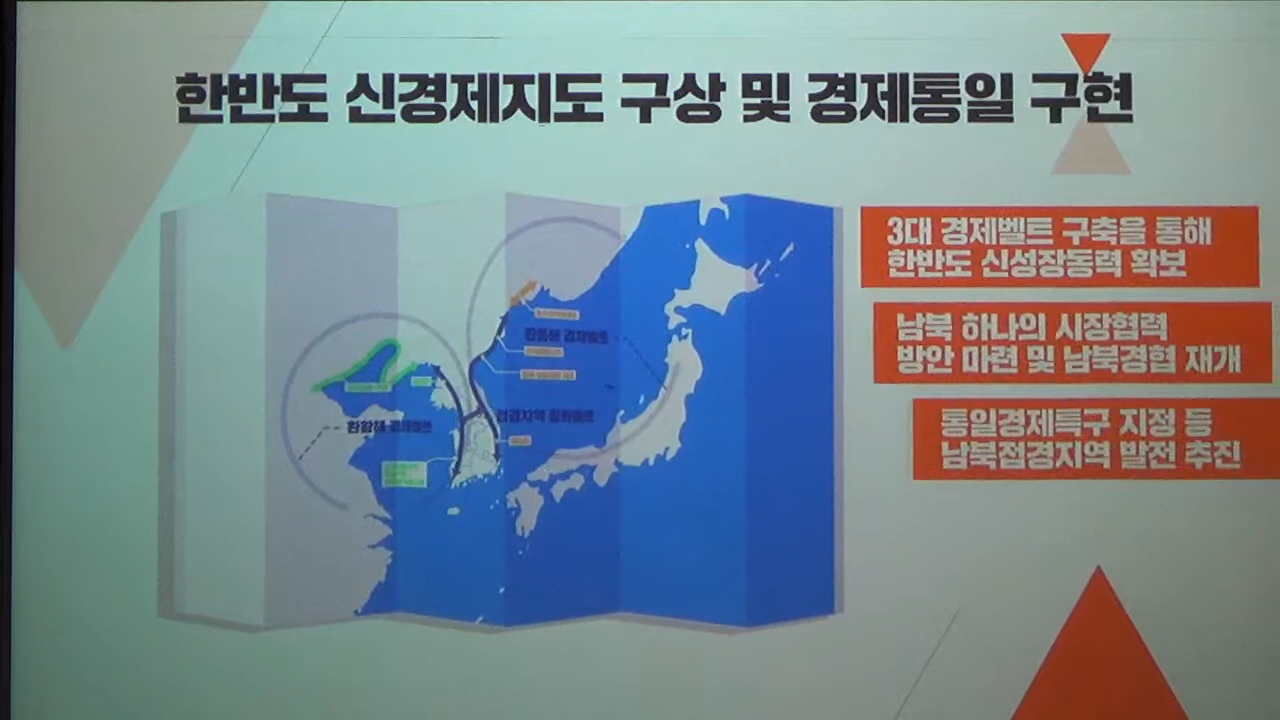 한반도 신경제지도 구상 및 경제통일 구현
3대 경제벨트 구축을 통해
한반도 신성장동력 확보
남북 하나의 시장협력
방안 마련 및 남북경협 재개
통일경제특구 지정 등
남북접경지역 발전 추진
환동해 경제벨트
접경지역 평화벨트
환황해 경제벨트